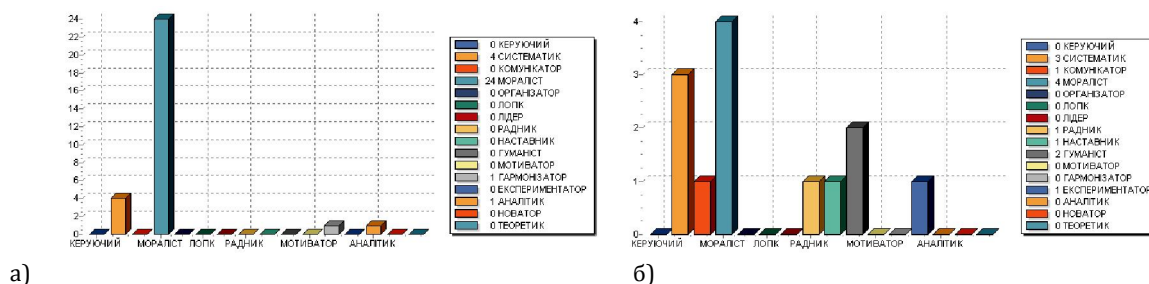 24
22
20
18
16
14
12
10
8
6
4
2
0
КЕРУЮЧИЙ МОРАЛІСТ ЛОГІК РАДНИК МОТИВАТОР АНАЛІТИК
0 КЕРУЮЧИЙ
4 СИСТЕМАТИК
0 КОМУНІКАТОР
24 МОРАЛІСТ
0 ОРГАНІЗАТОР
0 ЛОГІК
0 ЛІДЕР
0 РАДНИК
0 НАСТАВНИК
0 ГУМАНІСТ
0 МОТИВАТОР
1 ГАРМОНІЗАТОР
0 ЕКСПЕРИМЕНТАТОР
1 АНАЛІТИК
0 НОВАТОР
0 ТЕОРЕТИК
а)
4
3
2
1
0
КЕРУЮЧИЙ МОРАЛІСТ ЛОГІК РАДНИК МОТИВАТОР АНАЛІТИК
0 КЕРУЮЧИЙ
3 СИСТЕМАТИК
1 КОМУНІКАТОР
4 МОРАЛІСТ
0 ОРГАНІЗАТОР
0 ЛОГІК
0 ЛІДЕР
1 РАДНИК
1 НАСТАВНИК
2 ГУМАНІСТ
0 МОТИВАТОР
0 ГАРМОНІЗАТОР
1 ЕКСПЕРИМЕНТАТОР
0 АНАЛІТИК
0 НОВАТОР
0 ТЕОРЕТИК
б)